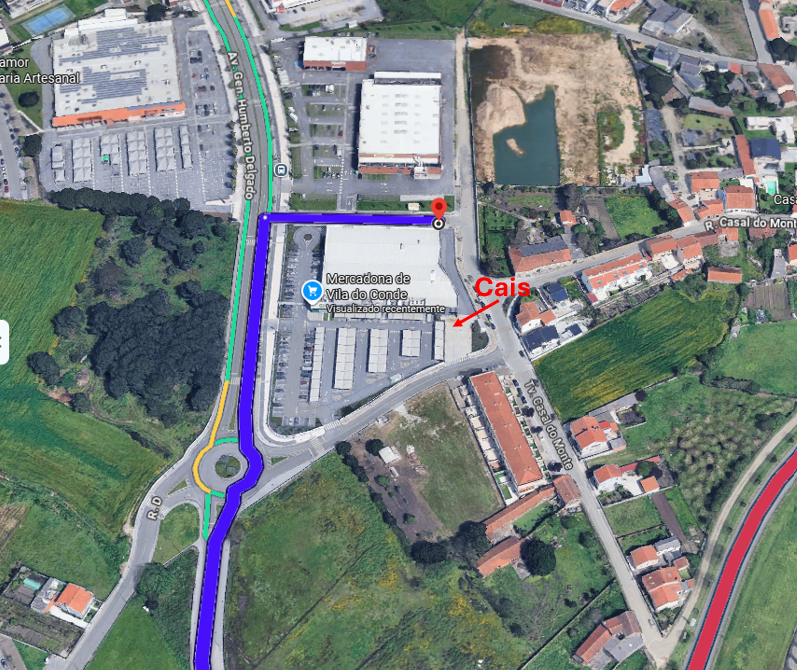 amor
aria Artesanal
Av. Gen. Humberto Delgado
R. Casal do Mont
Cas
Mercadona de
Vila do Conde
Visualizado recentemente
Cais
Tv. Casal do Monte
R. D